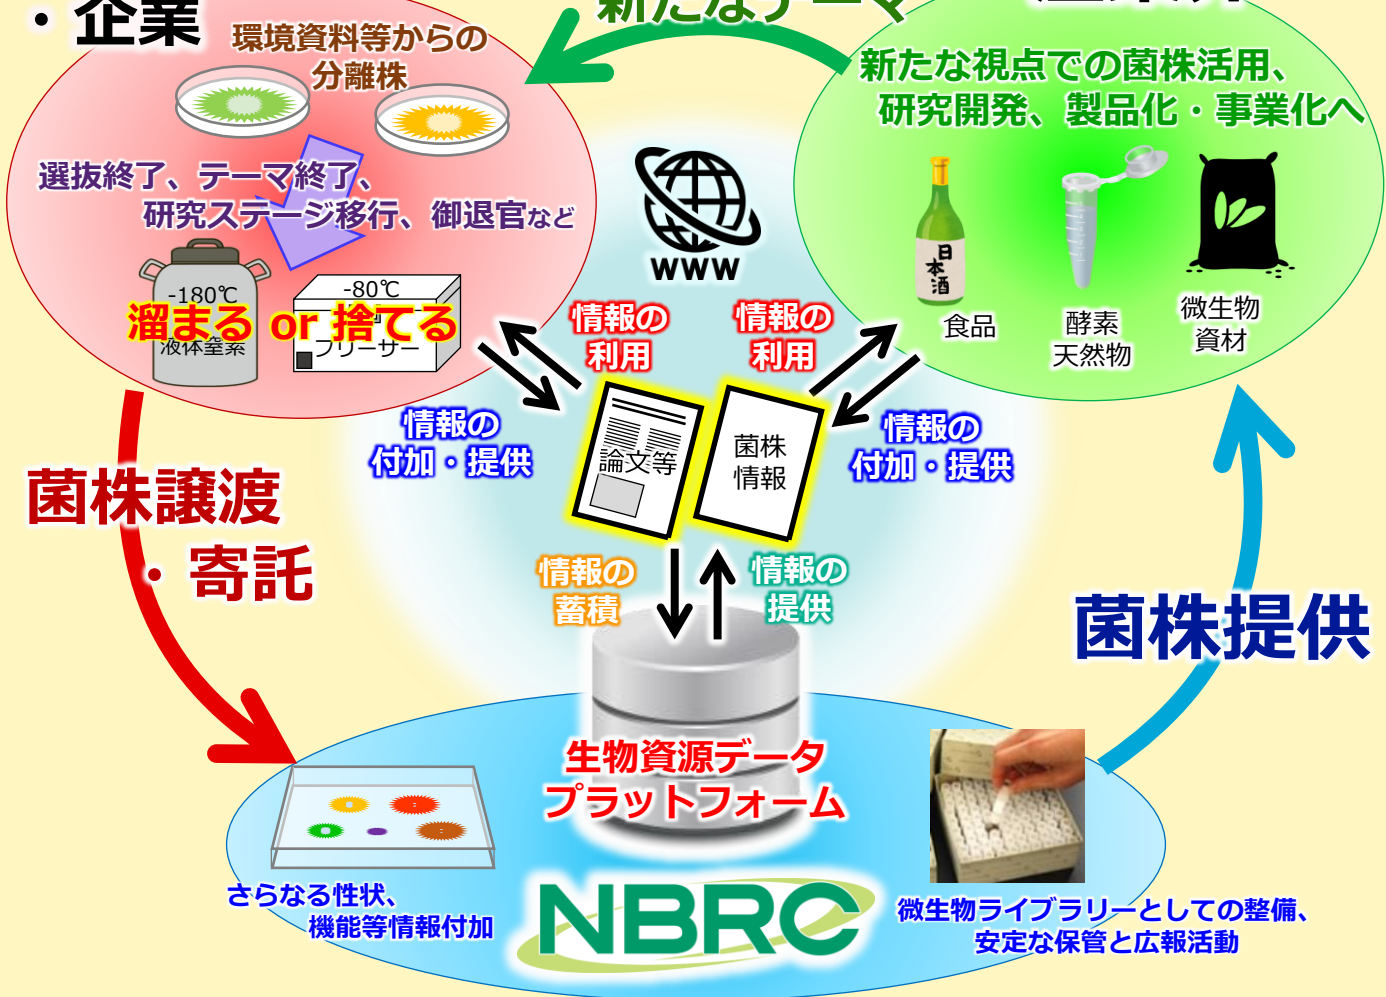 ・企業
環境資料等からの
分離株
選抜終了、テーマ終了、
研究ステージ移行、御退官など
-180℃
液体窒素
-80℃
フリーザー
溜まる or 捨てる
新たなテーマ
新たな視点での菌株活用、
研究開発、製品化・事業化へ
日本酒
食品
酵素
天然物
微生物
資材
WWW
情報の
利用
情報の
利用
情報の
付加・提供
情報の
付加・提供
論文等
菌株
情報
菌株譲渡
・寄託
情報の
蓄積
情報の
提供
菌株提供
生物資源データ
プラットフォーム
さらなる性状、
機能等情報付加
NBRC
微生物ライブラリーとしての整備、
安定な保管と広報活動